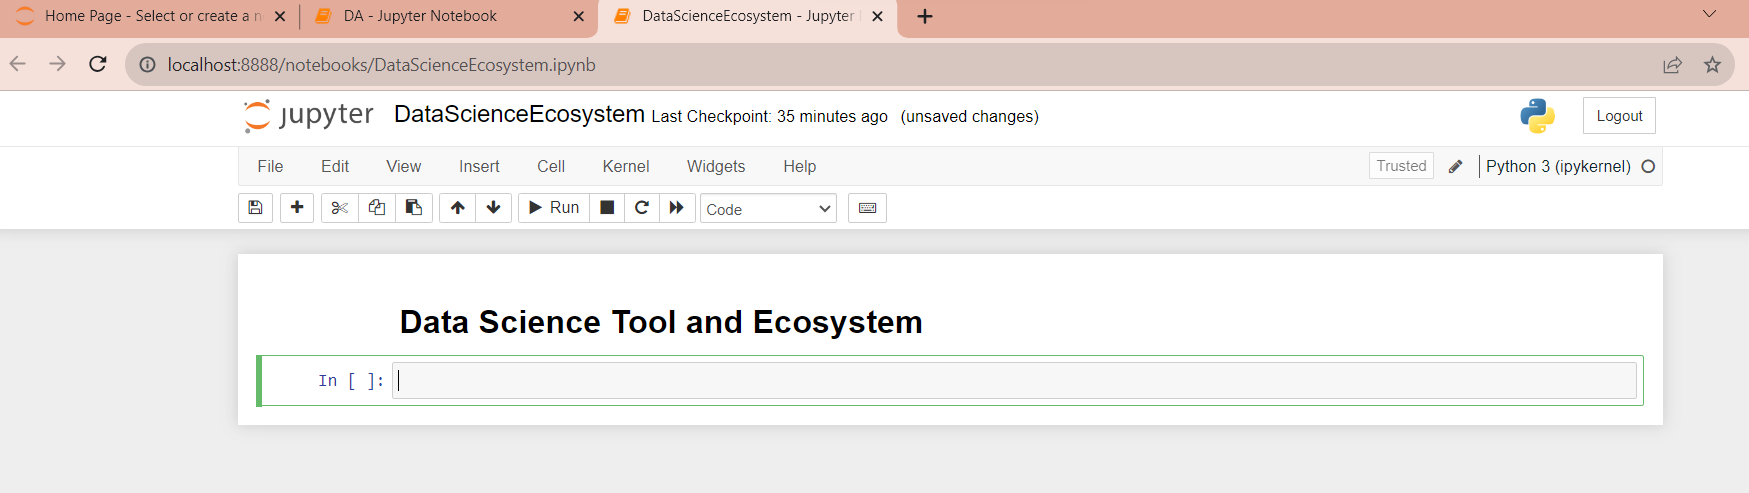 Home Page - Select or create a n
DA - Jupyter Notebook
DataScienceEcosystem - Jupyter
localhost:8888/notebooks/DataScienceEcosystem.ipynb
jupyter DataScienceEcosystem Last Checkpoint: 35 minutes ago (unsaved changes)
Logout
File Edit View Insert Cell Kernel Widgets Help
Trusted Python 3 (ipykernel)
Run Code
Data Science Tool and Ecosystem
In [ ]: